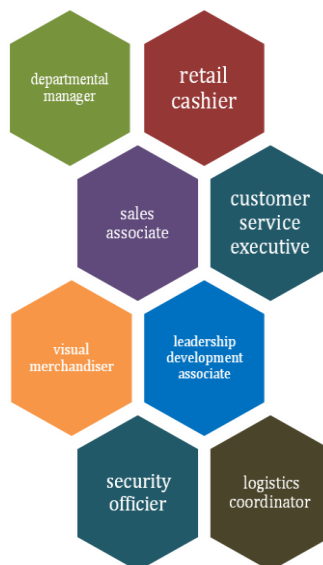 departmental
manager
retail
cashier
sales
associate
customer
service
executive
visual
merchandiser
leadership
development
associate
security
officier
logistics
coordinator